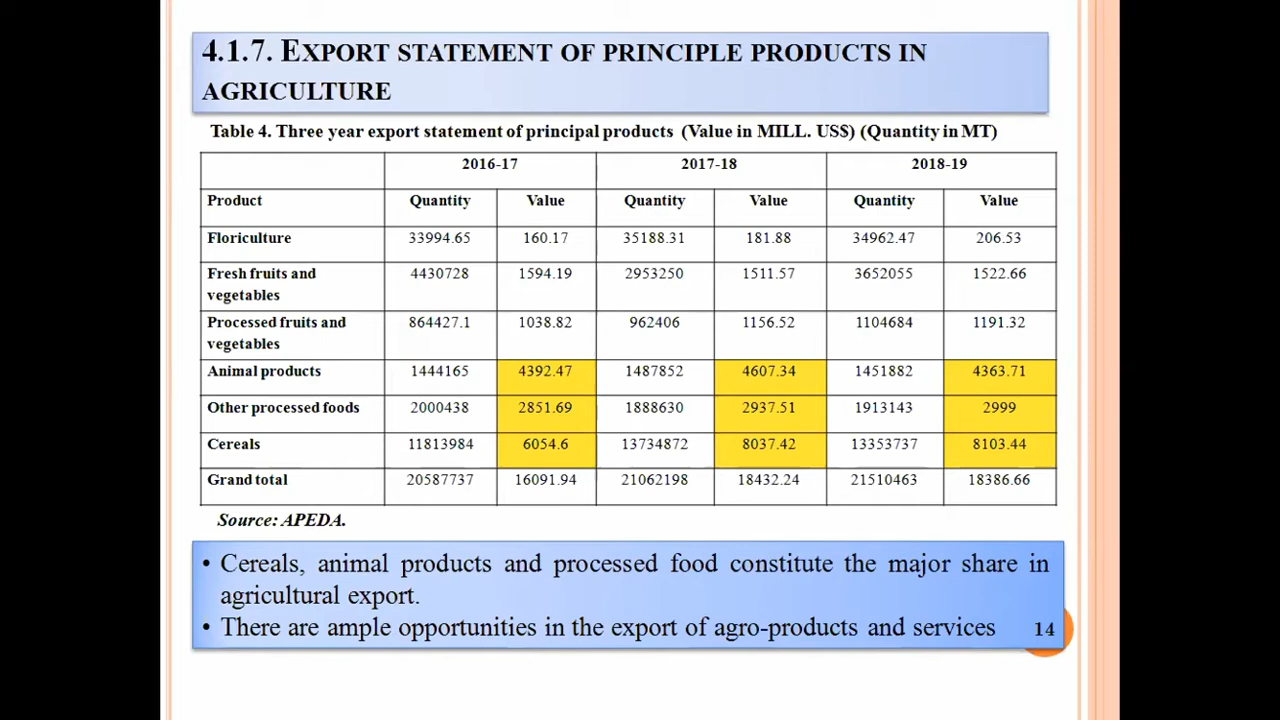 4.1.7. EXPORT STATEMENT OF PRINCIPLE PRODUCTS IN
AGRICULTURE
Table 4. Three year export statement of principal products (Value in MILL. US$) (Quantity in MT)
2016-17 2017-18 2018-19
Product Quantity Value Quantity Value Quantity Value
Floriculture 33994.65 160.17 35188.31 181.88 34962.47 206.53
Fresh fruits and 4430728 1594.19 2953250 1511.57 3652055 1522.66
vegetables
Processed fruits and 864427.1 1038.82 962406 1156.52 1104684 1191.32
vegetables
Animal products 1444165 4392.47 1487852 4607.34 1451882 4363.71
Other processed foods 2000438 2851.69 1888630 2937.51 1913143 2999
Cereals 11813984 6054.6 13734872 8037.42 13353737 8103.44
Grand total 20587737 16091.94 21062198 18432.24 21510463 18386.66
Source: APEDA.
• Cereals, animal products and processed food constitute the major share in
agricultural export.
• There are ample opportunities in the export of agro-products and services
14